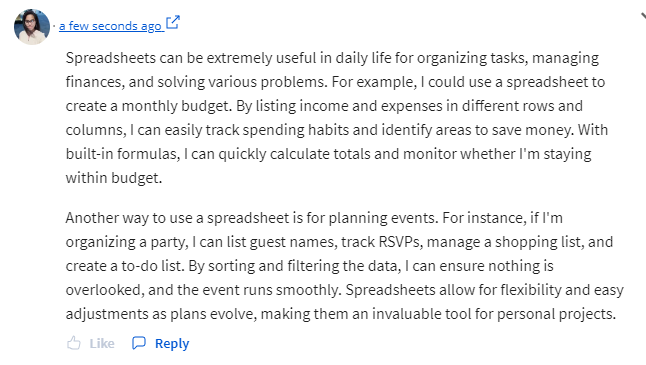 a few seconds ago
Spreadsheets can be extremely useful in daily life for organizing tasks, managing
finances, and solving various problems. For example, I could use a spreadsheet to
create a monthly budget. By listing income and expenses in different rows and
columns, I can easily track spending habits and identify areas to save money. With
built-in formulas, I can quickly calculate totals and monitor whether I'm staying
within budget.
Another way to use a spreadsheet is for planning events. For instance, if I'm
organizing a party, I can list guest names, track RSVPs, manage a shopping list, and
create a to-do list. By sorting and filtering the data, I can ensure nothing is
overlooked, and the event runs smoothly. Spreadsheets allow for flexibility and easy
adjustments as plans evolve, making them an invaluable tool for personal projects.
Like Reply